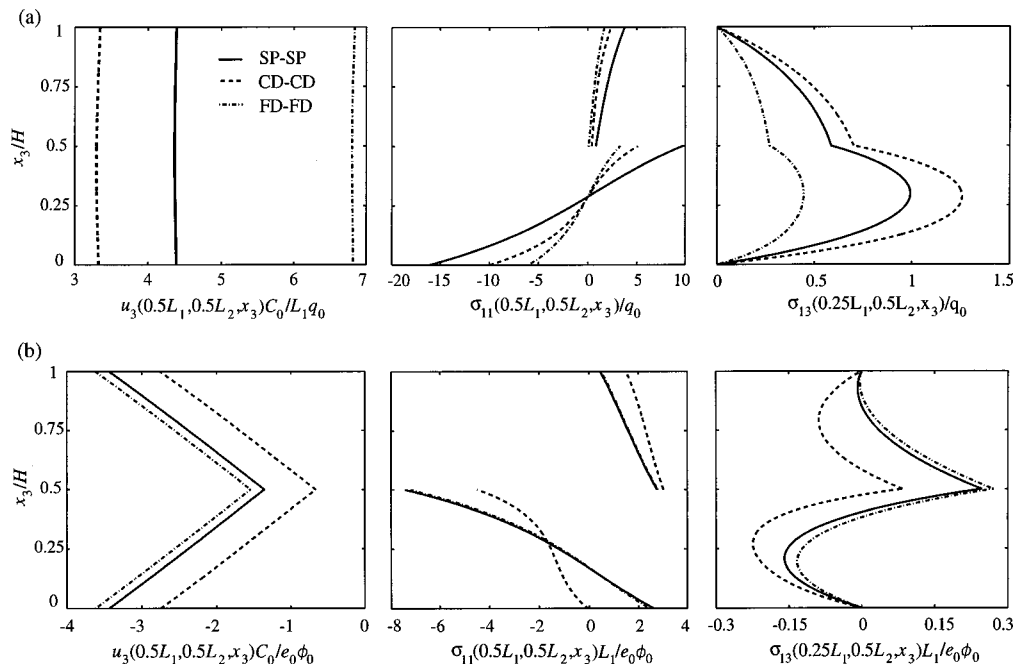 (a)
1
0.75
0.5
0.25
0
x3/H
SP-SP
CD-CD
FD-FD
3 4 5 6 7
u3(0.5L1,0.5L2,x3)C0/L1q0
-20 -15 -10 -5 0 5 10
σ11(0.5L1,0.5L2,x3)/q0
0 0.5 1 1.5
σ13(0.25L1,0.5L2,x3)/q0
(b)
1
0.75
0.5
0.25
0
x3/H
-4 -3 -2 -1 0
u3(0.5L1,0.5L2,x3)C0/e0ϕ0
-8 -6 -4 -2 0 2 4
σ11(0.5L1,0.5L2,x3)L1/e0ϕ0
-0.3 -0.15 0 0.15 0.3
σ13(0.25L1,0.5L2,x3)L1/e0ϕ0